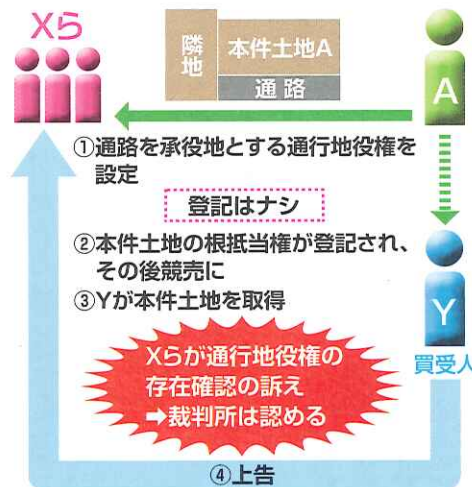 Xら
隣地
本件土地A
通路
A
①通路を承役地とする通行地役権を
設定
登記はナシ
②本件土地の根抵当権が登記され、
その後競売に
③Yが本件土地を取得
Y
買受人
Xらが通行地役権の
存在確認の訴え
➡裁判所は認める
④上告